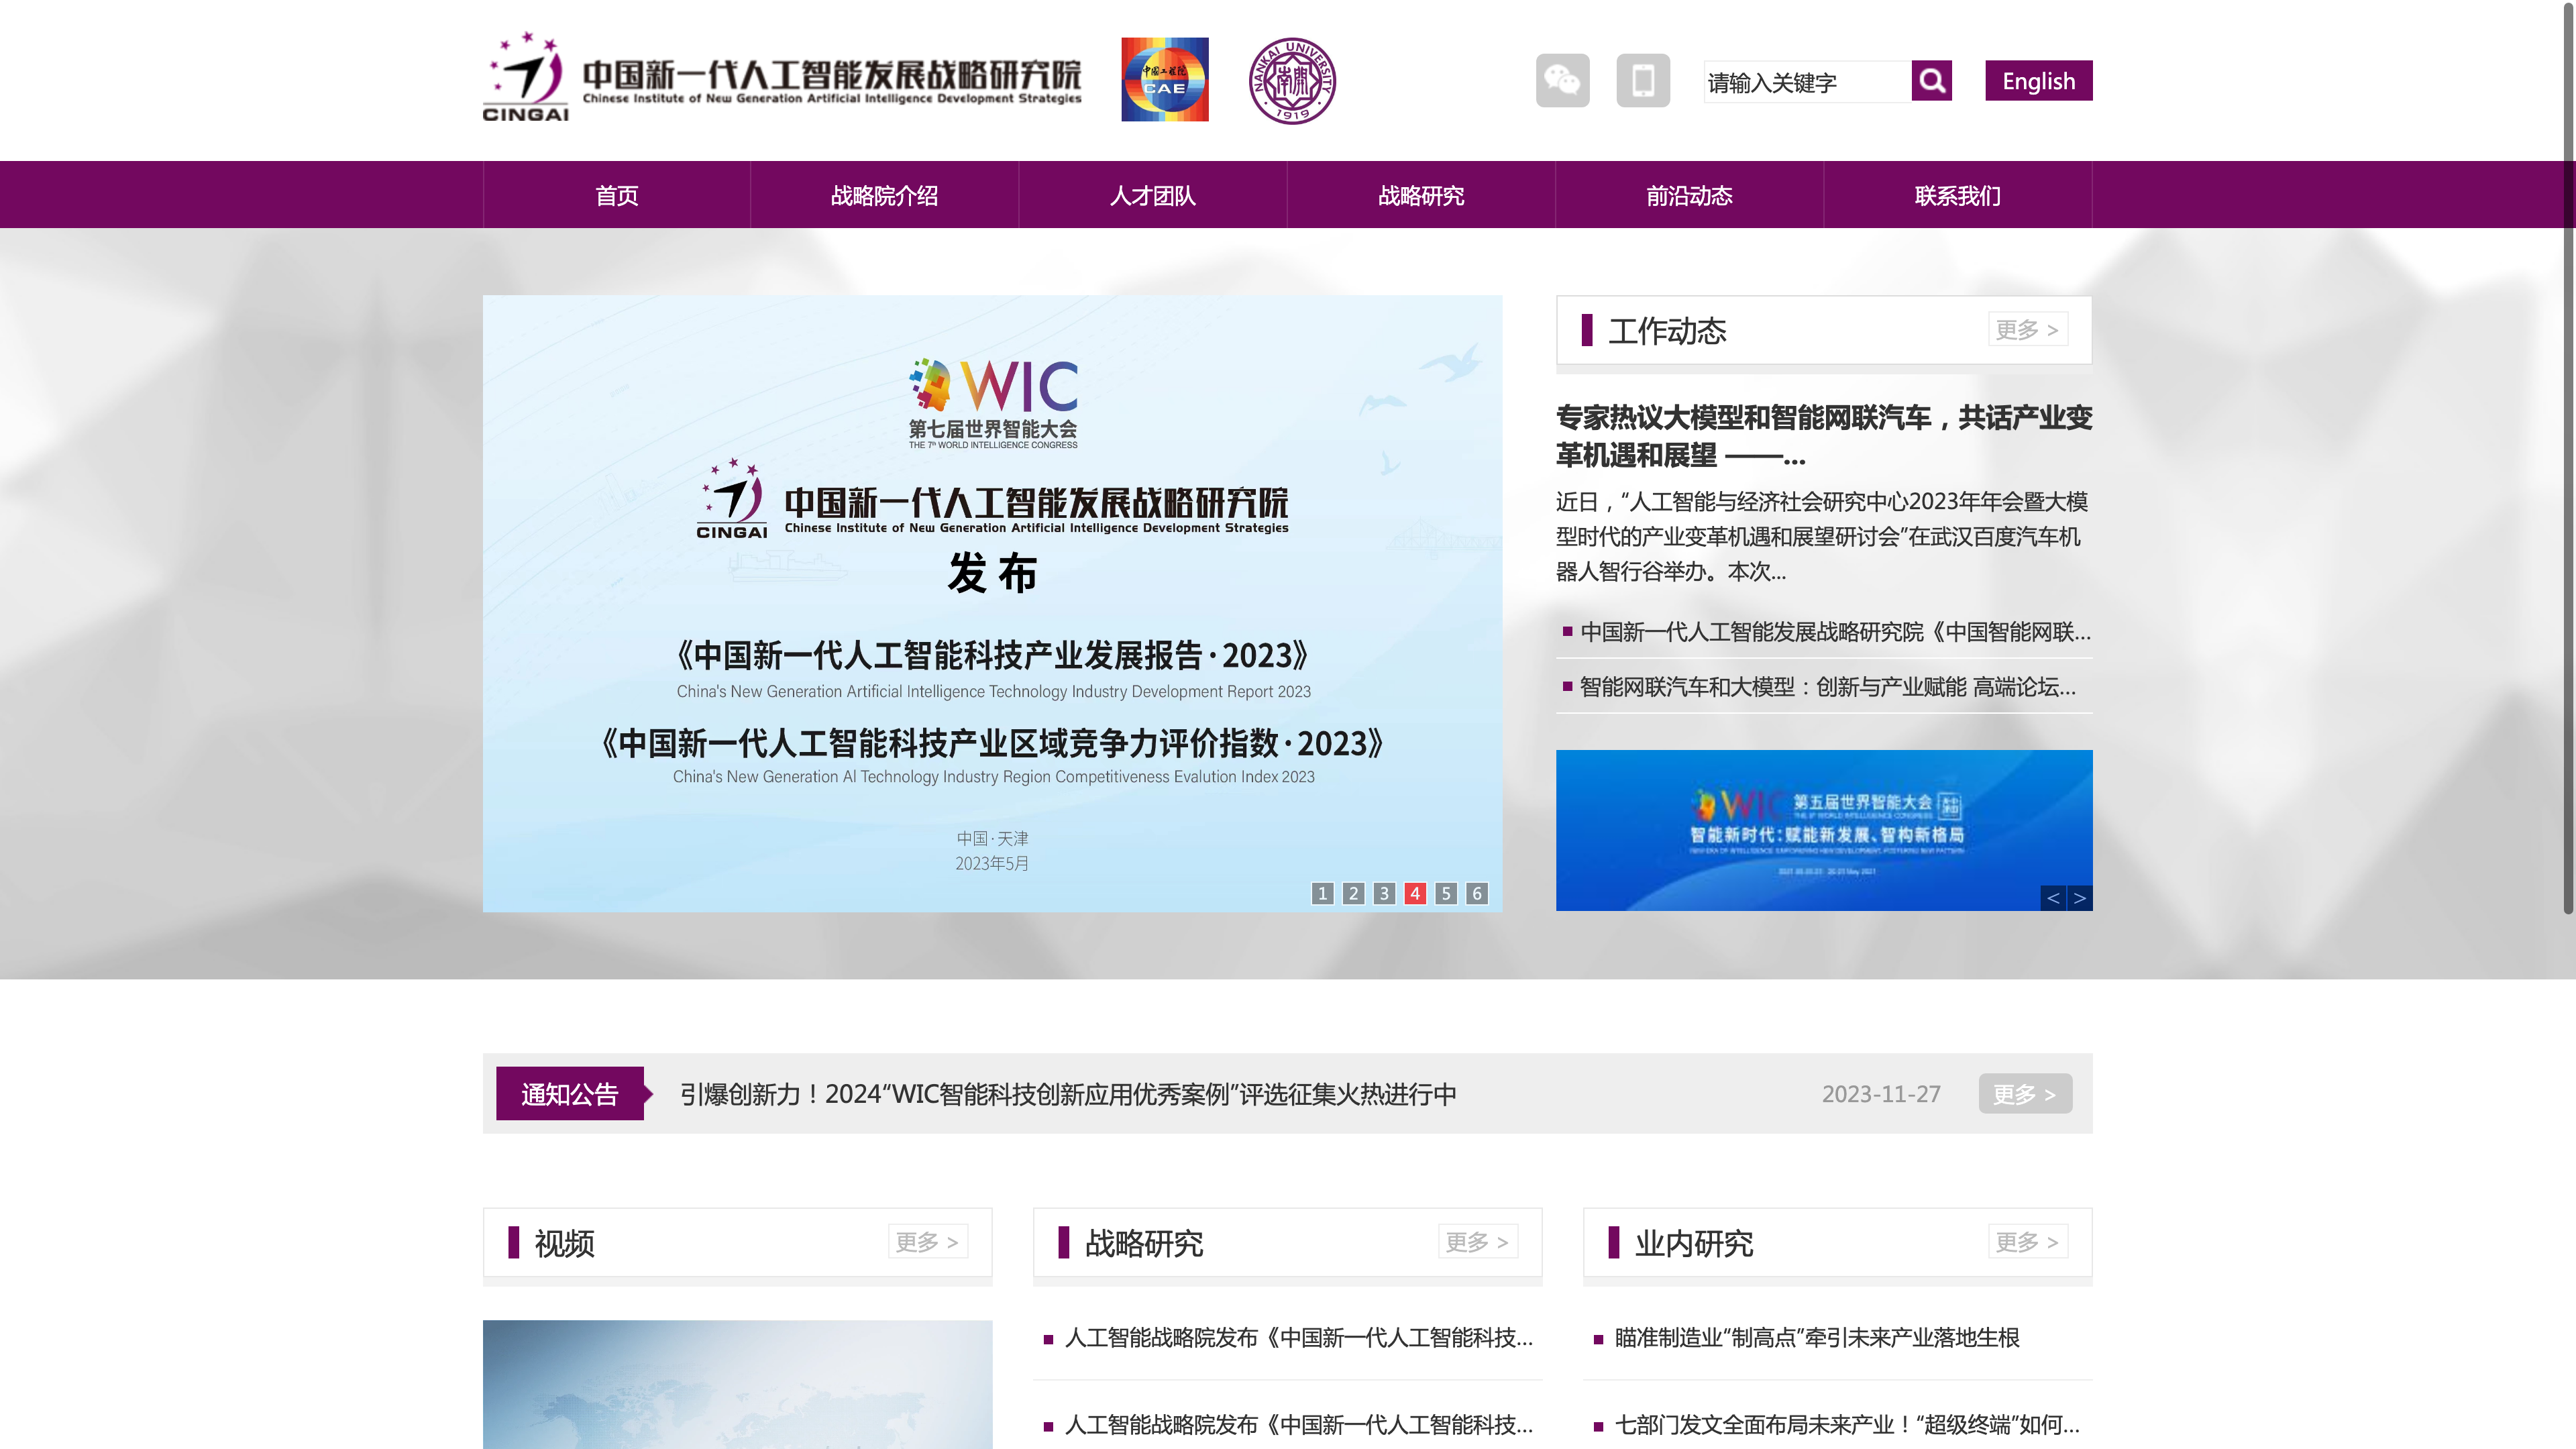 CINGAI
中国新一代人工智能发展战略研究院
Chinese Institute of New Generation Artificial Intelligence Development Strategies
中国工程院
CAE
NANKAI UNIVERSITY
南開
1919
请输入关键字
English
首页
战略院介绍
人才团队
战略研究
前沿动态
联系我们
WIC
第七届世界智能大会
THE 7th WORLD INTELLIGENCE CONGRESS
CINGAI
中国新一代人工智能发展战略研究院
Chinese Institute of New Generation Artificial Intelligence Development Strategies
发布
《中国新一代人工智能科技产业发展报告·2023》
China's New Generation Artificial Intelligence Technology Industry Development Report 2023
《中国新一代人工智能科技产业区域竞争力评价指数·2023》
China's New Generation AI Technology Industry Region Competitiveness Evalution Index 2023
中国·天津
2023年5月
1 2 3 4 5 6
工作动态
更多 >
专家热议大模型和智能网联汽车，共话产业变
革机遇和展望 ——...
近日，“人工智能与经济社会研究中心2023年年会暨大模
型时代的产业变革机遇和展望研讨会”在武汉百度汽车机
器人智行谷举办。本次...
中国新一代人工智能发展战略研究院《中国智能网联...
智能网联汽车和大模型：创新与产业赋能 高端论坛...
WIC 第五届世界智能大会
THE 5th WORLD INTELLIGENCE CONGRESS
智能新时代:赋能新发展、智构新格局
< >
通知公告
引爆创新力！2024“WIC智能科技创新应用优秀案例”评选征集火热进行中
2023-11-27
更多 >
视频
更多 >
战略研究
更多 >
人工智能战略院发布《中国新一代人工智能科技...
人工智能战略院发布《中国新一代人工智能科技...
业内研究
更多 >
瞄准制造业“制高点”牵引未来产业落地生根
七部门发文全面布局未来产业！“超级终端”如何...